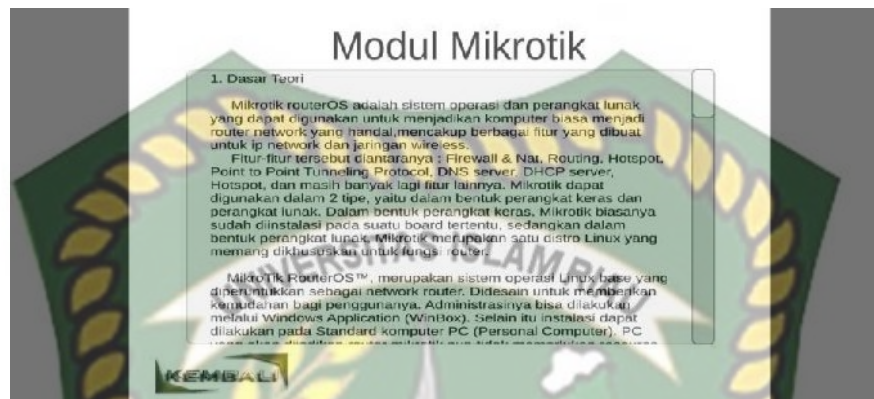 Modul Mikrotik
1. Dasar Teori
Mikrotik routerOS adalah sistem operasi dan perangkat lunak
yang dapat digunakan untuk menjadikan komputer biasa menjadi
router network yang handal,mencakup berbagai fitur yang dibuat
untuk ip network dan jaringan wireless.
Fitur-fitur tersebut diantaranya : Firewall & Nat, Routing, Hotspot,
Point to Point Tunneling Protocol, DNS server, DHCP server,
Hotspot, dan masih banyak lagi fitur lainnya. Mikrotik dapat
digunakan dalam 2 tipe, yaitu dalam bentuk perangkat keras dan
perangkat lunak. Dalam bentuk perangkat keras, Mikrotik biasanya
sudah diinstalasi pada suatu board tertentu, sedangkan dalam
bentuk perangkat lunak, Mikrotik merupakan satu distro Linux yang
memang dikhususkan untuk fungsi router.
UNIVERSITAS ISLAM RIAU
MikroTik RouterOS™, merupakan sistem operasi Linux base yang
diperuntukkan sebagai network router. Didesain untuk memberikan
kemudahan bagi penggunanya. Administrasinya bisa dilakukan
melalui Windows Application (WinBox). Selain itu instalasi dapat
dilakukan pada Standard komputer PC (Personal Computer). PC
KEMBALI